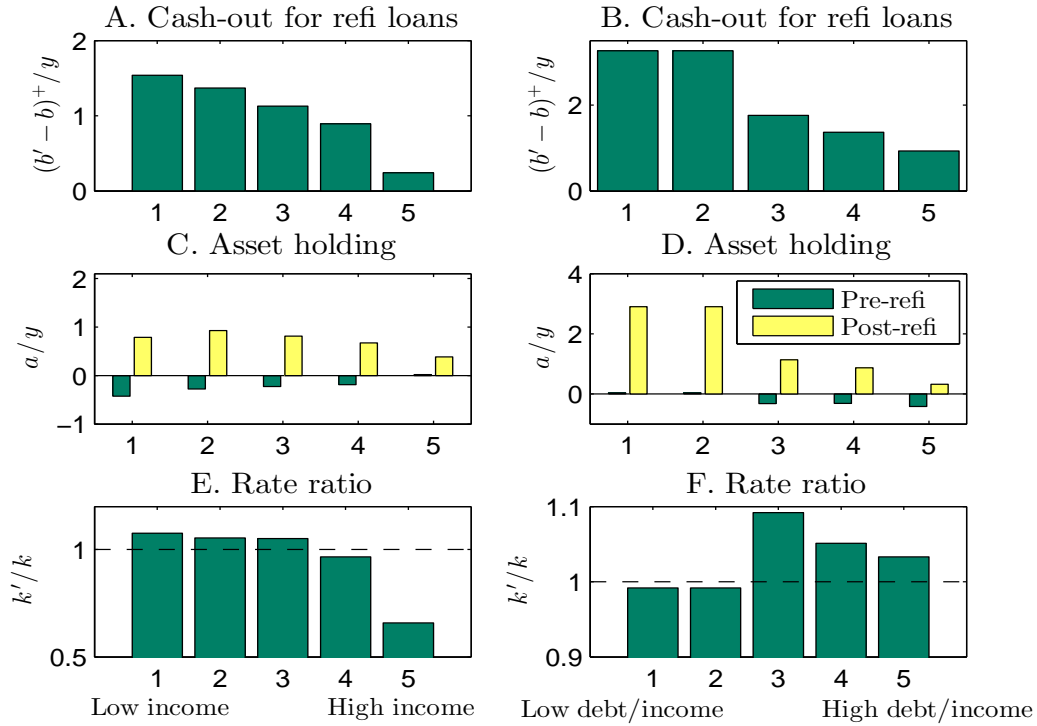 A. Cash-out for refi loans
(b′ − b)⁺/y
2
1
0
1 2 3 4 5
B. Cash-out for refi loans
(b′ − b)⁺/y
2
0
1 2 3 4 5
C. Asset holding
a/y
2
1
0
−1
1 2 3 4 5
D. Asset holding
a/y
4
2
0
Pre-refi
Post-refi
1 2 3 4 5
E. Rate ratio
k′/k
1
0.5
1 2 3 4 5
Low income High income
F. Rate ratio
k′/k
1.1
1
0.9
1 2 3 4 5
Low debt/income High debt/income